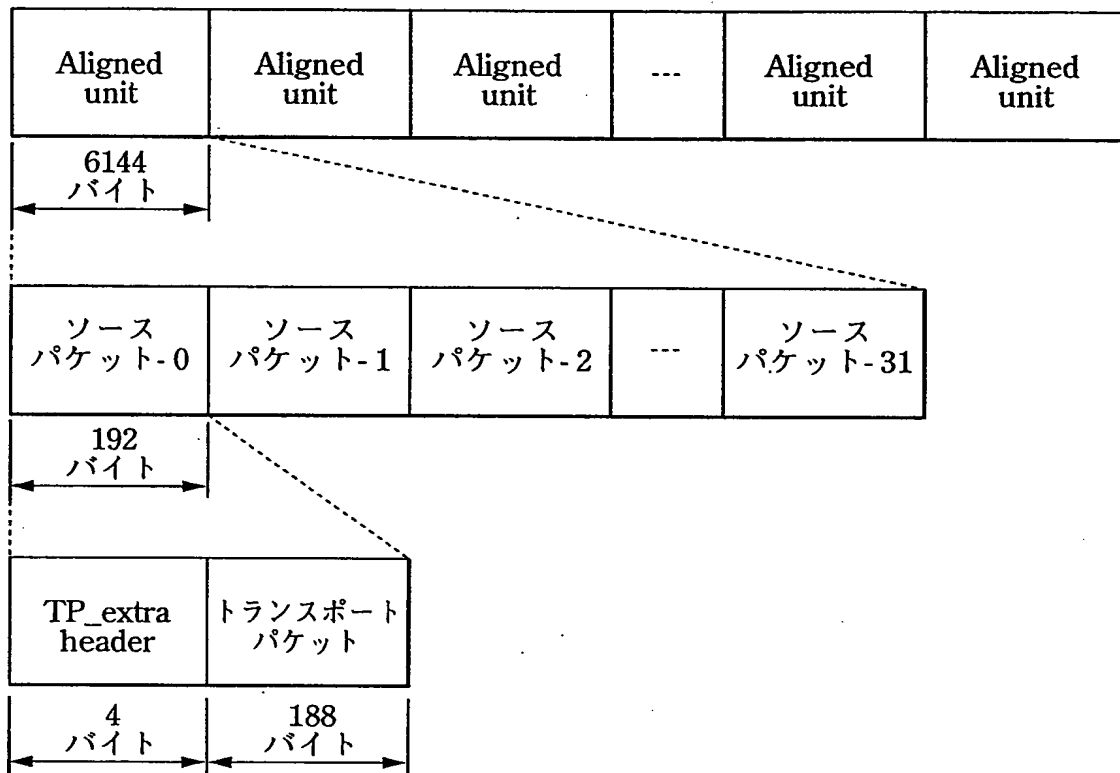 Aligned unit
Aligned unit
Aligned unit
---
Aligned unit
Aligned unit
6144
バイト
ソース
パケット-0
ソース
パケット-1
ソース
パケット-2
---
ソース
パケット-31
192
バイト
TP_extra
header
トランスポート
パケット
4
バイト
188
バイト